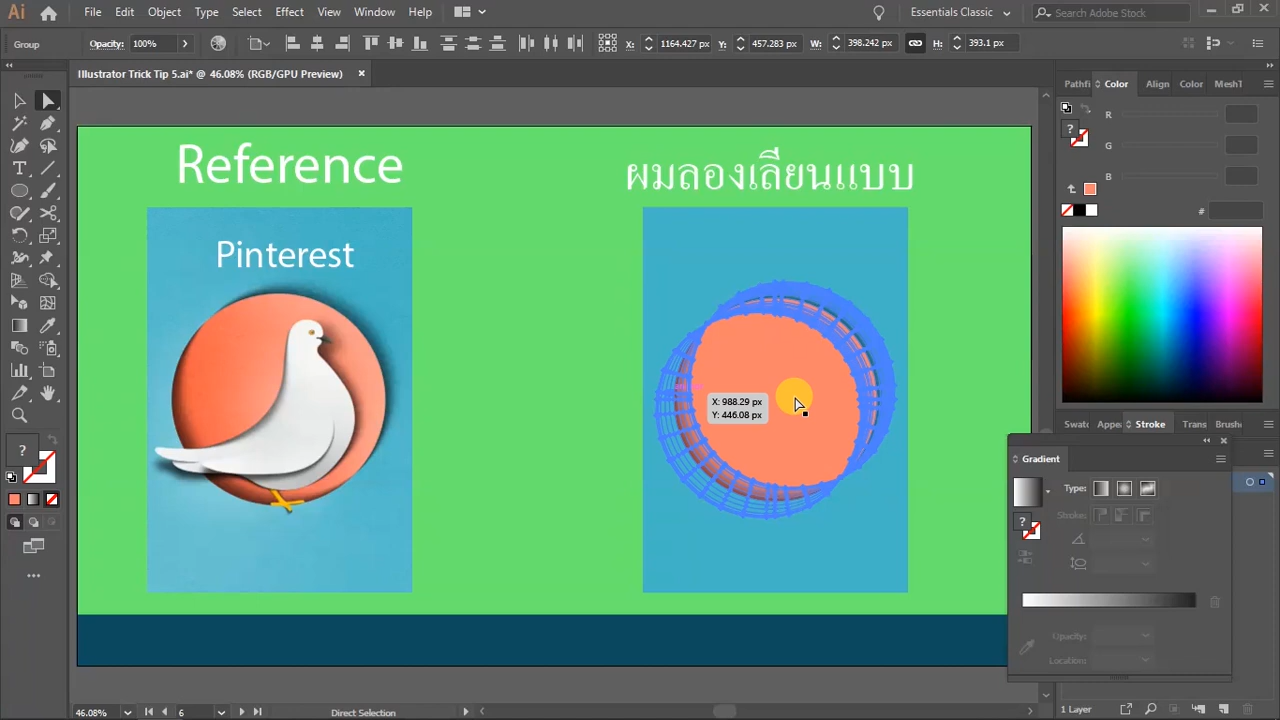 Ai File Edit Object Type Select Effect View Window Help Essentials Classic Search Adobe Stock
Group Opacity: 100% X: 1164.427 px Y: 457.283 px W: 398.242 px H: 393.1 px
Illustrator Trick Tip 5.ai* @ 46.08% (RGB/GPU Preview)
Pathfi Color Align Color MeshT
R
G
B
#
Reference
ผมลองเลียนแบบ
Pinterest
X: 988.29 px
Y: 446.08 px
Swatc Appea Stroke Trans Brush
Gradient
Type:
Stroke:
Opacity:
Location:
46.08% 6 Direct Selection 1 Layer